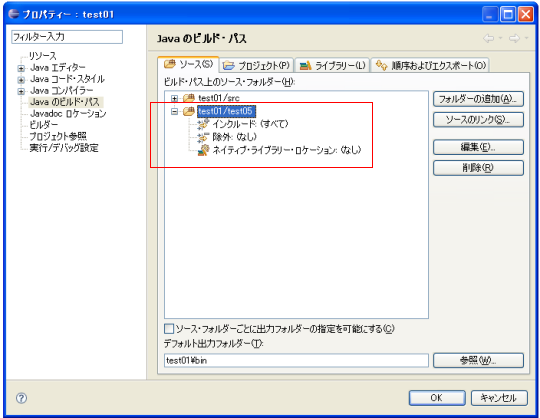 プロパティー : test01
フィルター入力
Java のビルド・パス
リソース
Java エディター
Java コード・スタイル
Java コンパイラー
Java のビルド・パス
Javadoc ロケーション
ビルダー
プロジェクト参照
実行/デバッグ設定
ソース(S)
プロジェクト(P)
ライブラリー(L)
順序およびエクスポート(O)
ビルド・パス上のソース・フォルダー(H):
test01/src
test01/test05
インクルード: (すべて)
除外: (なし)
ネイティブ・ライブラリー・ロケーション: (なし)
フォルダーの追加(A)...
ソースのリンク(S)...
編集(E)...
削除(R)
ソース・フォルダーごとに出力フォルダーの指定を可能にする(C)
デフォルト出力フォルダー(T):
test01¥bin
参照(W)...
?
OK
キャンセル